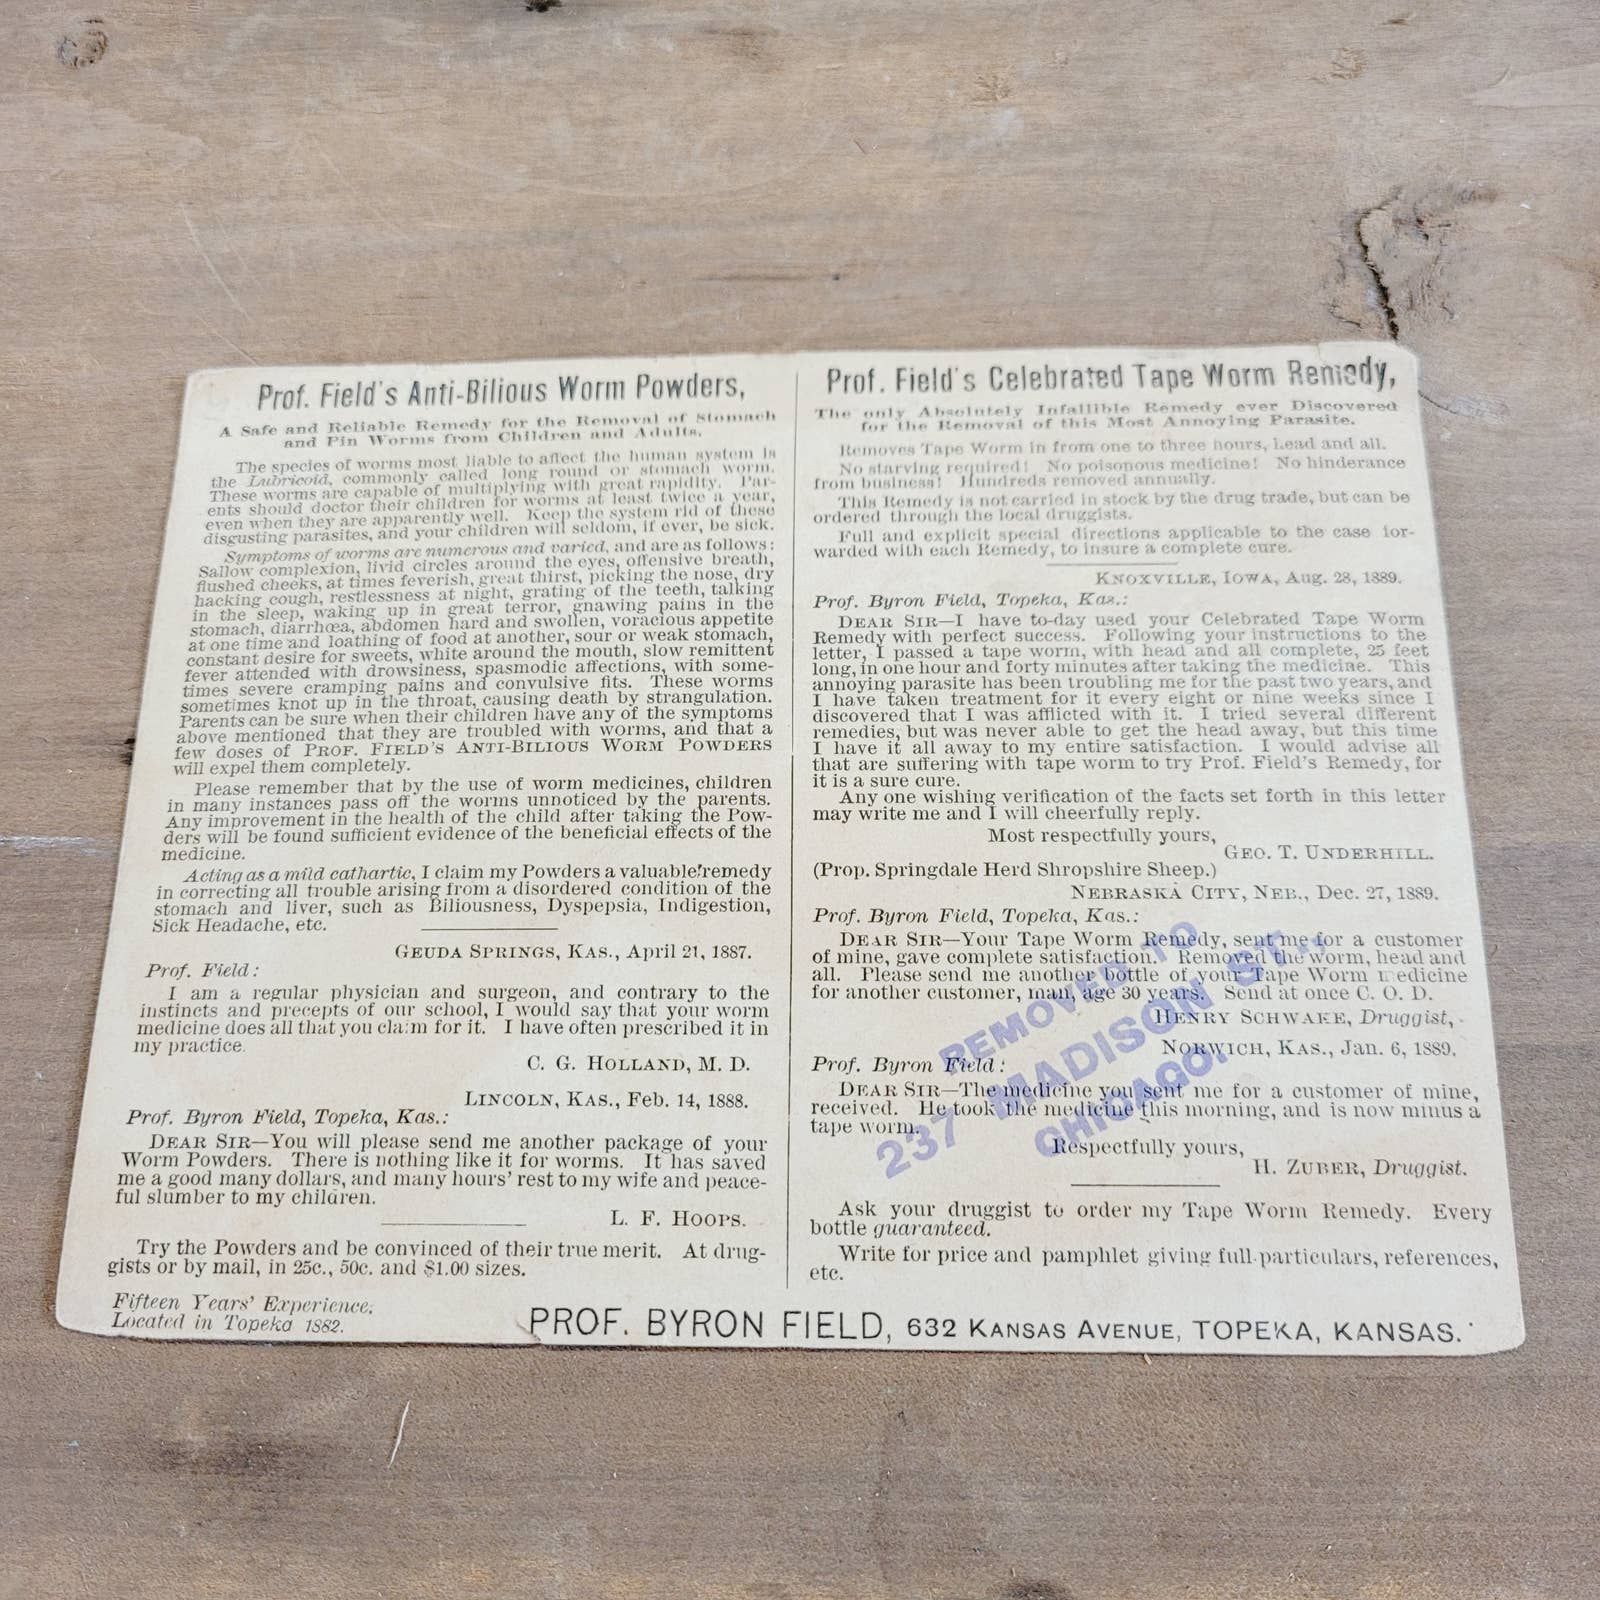 Prof. Field's Anti-Bilious Worm Powders,
A Safe and Reliable Remedy for the Removal of Stomach
and Pin Worms from Children and Adults.
The species of worms most liable to affect the human system is
the Lubricoid, commonly called long round or stomach worm.
These worms are capable of multiplying with great rapidity. Par-
ents should doctor their children for worms at least twice a year,
even when they are apparently well. Keep the system rid of these
disgusting parasites, and your children will seldom, if ever, be sick.
Symptoms of worms are numerous and varied, and are as follows:
Sallow complexion, livid circles around the eyes, offensive breath,
flushed cheeks, at times feverish, great thirst, picking the nose, dry
hacking cough, restlessness at night, grating of the teeth, talking
in the sleep, waking up in great terror, gnawing pains in the
stomach, diarrhœa, abdomen hard and swollen, voracious appetite
at one time and loathing of food at another, sour or weak stomach,
constant desire for sweets, white around the mouth, slow remittent
fever attended with drowsiness, spasmodic affections, with some-
times severe cramping pains and convulsive fits. These worms
sometimes knot up in the throat, causing death by strangulation.
Parents can be sure when their children have any of the symptoms
above mentioned that they are troubled with worms, and that a
few doses of PROF. FIELD'S ANTI-BILIOUS WORM POWDERS
will expel them completely.
Please remember that by the use of worm medicines, children
in many instances pass off the worms unnoticed by the parents.
Any improvement in the health of the child after taking the Pow-
ders will be found sufficient evidence of the beneficial effects of the
medicine.
Acting as a mild cathartic, I claim my Powders a valuable remedy
in correcting all trouble arising from a disordered condition of the
stomach and liver, such as Biliousness, Dyspepsia, Indigestion,
Sick Headache, etc.
GEUDA SPRINGS, KAS., April 21, 1887.
Prof. Field:
I am a regular physician and surgeon, and contrary to the
instincts and precepts of our school, I would say that your worm
medicine does all that you claim for it. I have often prescribed it in
my practice.
C. G. HOLLAND, M. D.
LINCOLN, KAS., Feb. 14, 1888.
Prof. Byron Field, Topeka, Kas.:
DEAR SIR—You will please send me another package of your
Worm Powders. There is nothing like it for worms. It has saved
me a good many dollars, and many hours' rest to my wife and peace-
ful slumber to my children.
L. F. HOOPS.
Try the Powders and be convinced of their true merit. At drug-
gists or by mail, in 25c., 50c. and $1.00 sizes.
Fifteen Years' Experience.
Located in Topeka 1882.
Prof. Field's Celebrated Tape Worm Remedy,
The only Absolutely Infallible Remedy ever Discovered
for the Removal of this Most Annoying Parasite.
Removes Tape Worm in from one to three hours, head and all.
No starving required! No poisonous medicine! No hinderance
from business! Hundreds removed annually.
This Remedy is not carried in stock by the drug trade, but can be
ordered through the local druggists.
Full and explicit special directions applicable to the case for-
warded with each Remedy, to insure a complete cure.
KNOXVILLE, IOWA, Aug. 28, 1889.
Prof. Byron Field, Topeka, Kas.:
DEAR SIR—I have to-day used your Celebrated Tape Worm
Remedy with perfect success. Following your instructions to the
letter, I passed a tape worm, with head and all complete, 25 feet
long, in one hour and forty minutes after taking the medicine. This
annoying parasite has been troubling me for the past two years, and
I have taken treatment for it every eight or nine weeks since I
discovered that I was afflicted with it. I tried several different
remedies, but was never able to get the head away, but this time
I have it all away to my entire satisfaction. I would advise all
that are suffering with tape worm to try Prof. Field's Remedy, for
it is a sure cure.
Any one wishing verification of the facts set forth in this letter
may write me and I will cheerfully reply.
Most respectfully yours,
GEO. T. UNDERHILL.
(Prop. Springdale Herd Shropshire Sheep.)
NEBRASKA CITY, NEB., Dec. 27, 1889.
Prof. Byron Field, Topeka, Kas.:
DEAR SIR—Your Tape Worm Remedy, sent me for a customer
of mine, gave complete satisfaction. Removed the worm, head and
all. Please send me another bottle of your Tape Worm medicine
for another customer, man, age 30 years. Send at once C. O. D.
HENRY SCHWAKE, Druggist,
NORWICH, KAS., Jan. 6, 1889.
Prof. Byron Field:
DEAR SIR—The medicine you sent me for a customer of mine,
received. He took the medicine this morning, and is now minus a
tape worm.
Respectfully yours,
H. ZUBER, Druggist.
Ask your druggist to order my Tape Worm Remedy. Every
bottle guaranteed.
Write for price and pamphlet giving full particulars, references,
etc.
REMOVED TO
237 MADISON ST.,
CHICAGO.
PROF. BYRON FIELD, 632 KANSAS AVENUE, TOPEKA, KANSAS.